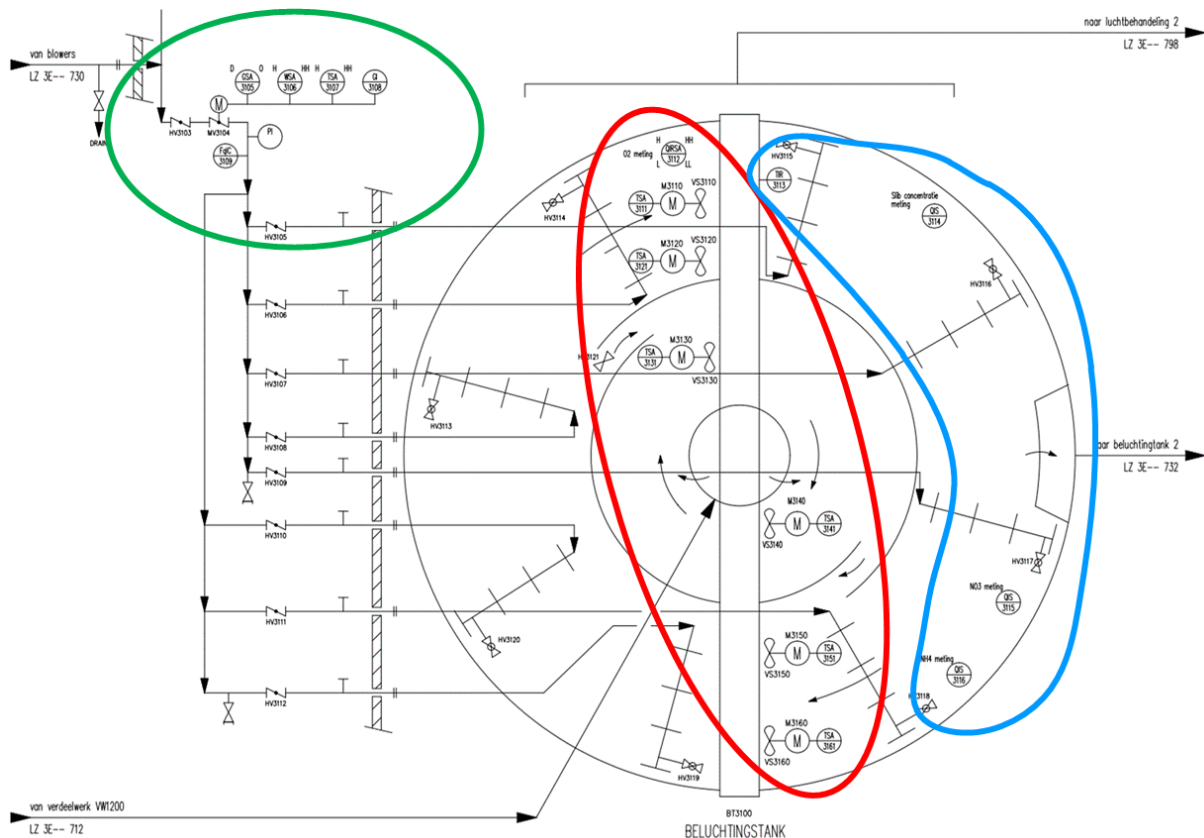 naar luchtbehandeling 2
LZ 3E-- 798
van blowers
LZ 3E-- 730
DRAIN
D O
GSA
3105
H HH
WSA
3106
H HH
TSA
3107
GI
3108
M
HV3103
MV3104
PI
FqIC
3109
HV3105
HV3106
HV3107
HV3108
HV3109
HV3110
HV3111
HV3112
O2 meting
H HH
QIRSA
3112
L LL
HV3115
TIR
3113
M3110
VS3110
TSA
3111
M
HV3114
M3120
VS3120
TSA
3121
M
Slib concentratie
meting
QIS
3114
HV3116
M3130
TSA
3131
M
VS3130
HV3121
HV3113
aar beluchtingtank 2
LZ 3E-- 732
M3140
M
TSA
3141
VS3140
HV3117
NO3 meting
QIS
3115
HV3120
M3150
M
TSA
3151
VS3150
NH4 meting
QIS
3116
HV3118
M3160
M
TSA
3161
VS3160
HV3119
van verdeelwerk VW1200
LZ 3E-- 712
BT3100
BELUCHTINGSTANK